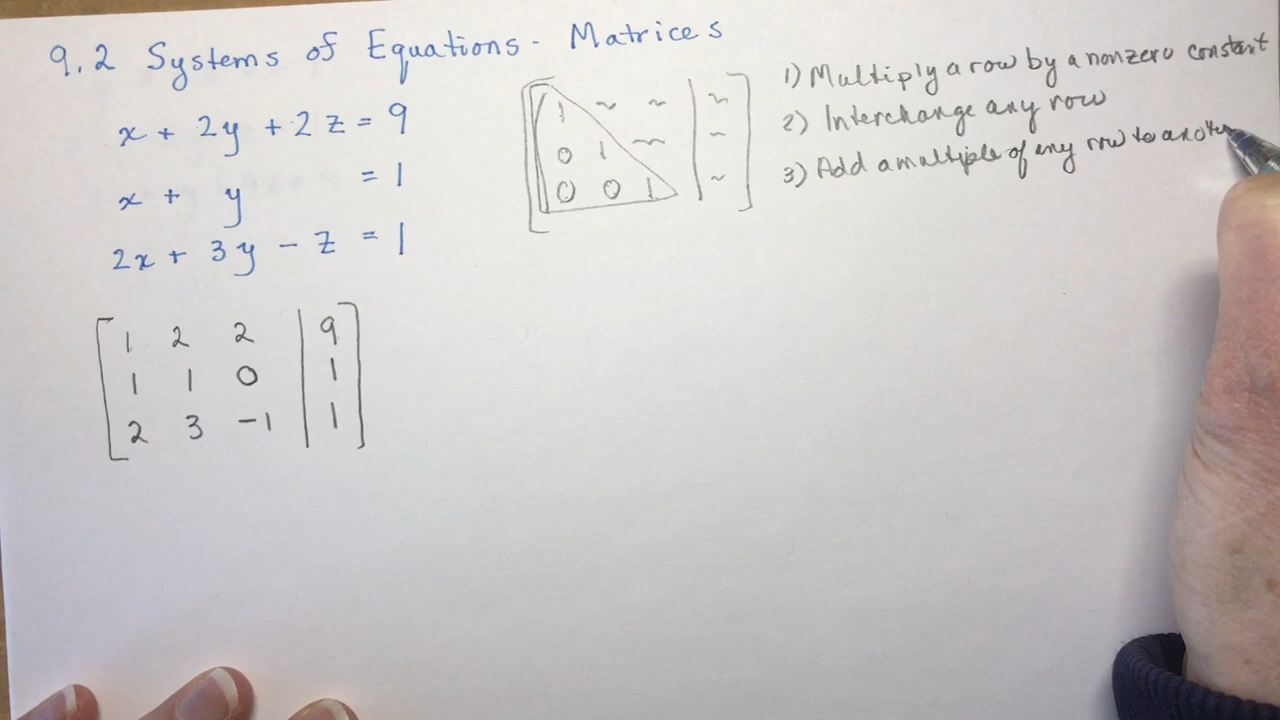 9.2 Systems of Equations - Matrices
x + 2y + 2z = 9
x + y = 1
2x + 3y - z = 1
[1 2 2 | 9]
[1 1 0 | 1]
[2 3 -1 | 1]
[1 ~ ~ | ~]
[0 1 ~ | ~]
[0 0 1 | ~]
1) Multiply a row by a nonzero constant
2) Interchange any row
3) Add a multiple of any row to another